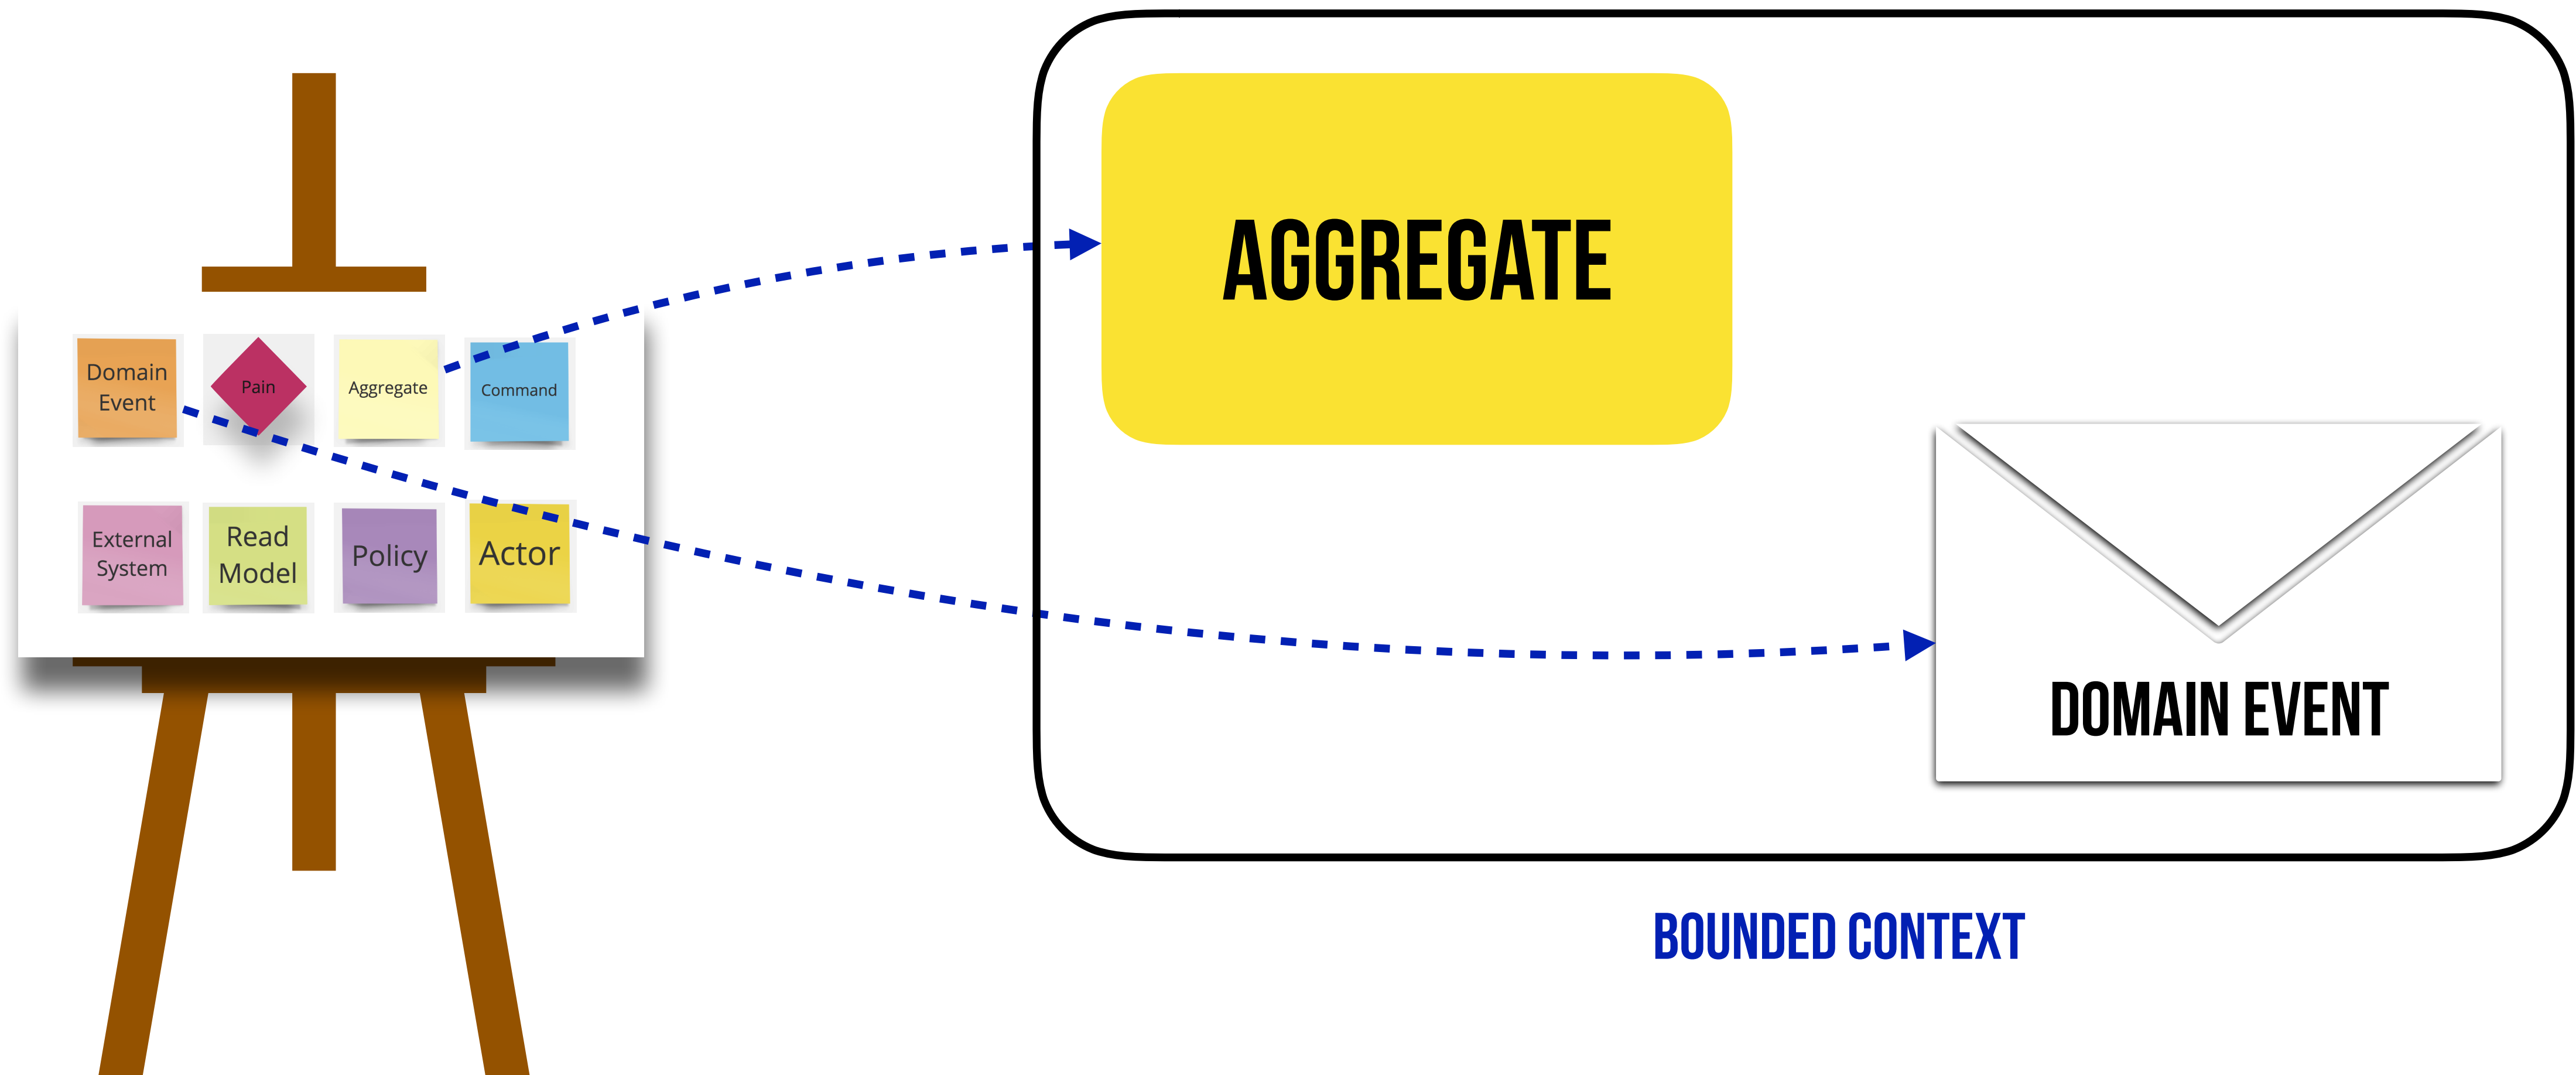 Domain
Event
Pain
Aggregate
Command
External
System
Read
Model
Policy
Actor
AGGREGATE
DOMAIN EVENT
BOUNDED CONTEXT